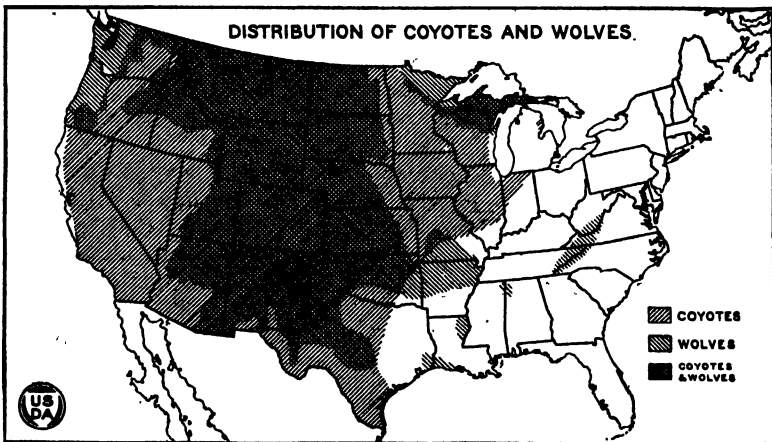 DISTRIBUTION OF COYOTES AND WOLVES.
COYOTES
WOLVES
COYOTES
& WOLVES
US
DA